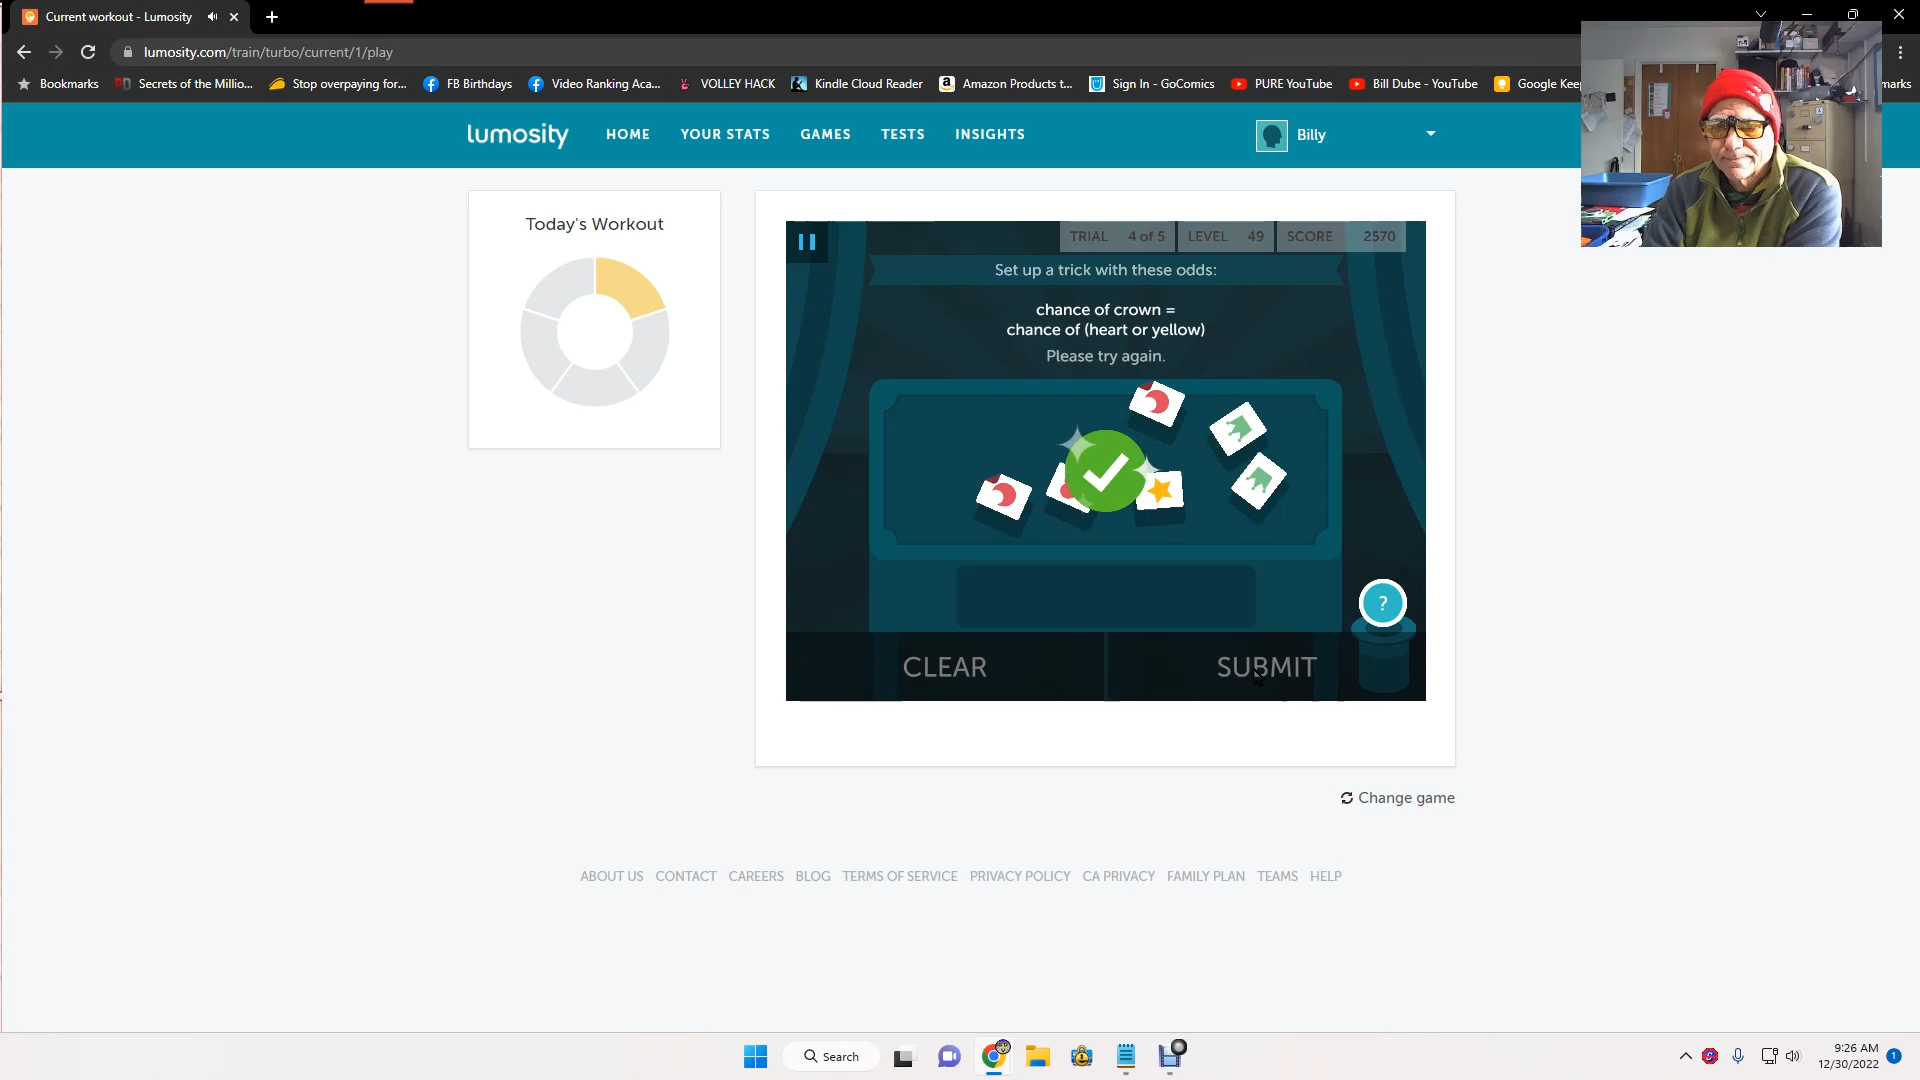 Current workout - Lumosity
lumosity.com/train/turbo/current/1/play
Bookmarks Secrets of the Millio... Stop overpaying for... FB Birthdays Video Ranking Aca... VOLLEY HACK Kindle Cloud Reader Amazon Products t... Sign In - GoComics PURE YouTube Bill Dube - YouTube Google Kee marks
lumosity HOME YOUR STATS GAMES TESTS INSIGHTS Billy
Today's Workout
TRIAL 4 of 5 LEVEL 49 SCORE 2570
Set up a trick with these odds:
chance of crown =
chance of (heart or yellow)
Please try again.
?
CLEAR SUBMIT
Change game
ABOUT US CONTACT CAREERS BLOG TERMS OF SERVICE PRIVACY POLICY CA PRIVACY FAMILY PLAN TEAMS HELP
Search
9:26 AM
12/30/2022
1